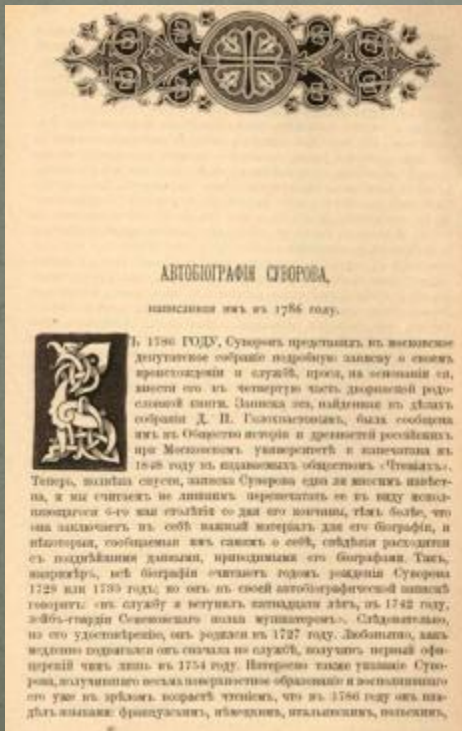 АВТОБІОГРАФІЯ СУВОРОВА,
написанная имъ въ 1786 году.
Ъ 1786 ГОДУ, Суворовъ представилъ въ московское
депутатское собраніе подробную записку о своемъ
происхожденіи и службѣ, прося, на основаніи ея,
внести его въ четвертую часть дворянской родо-
словной книги. Записка эта, найденная въ дѣлахъ
собранія Д. П. Голохвастовымъ, была сообщена
имъ въ Общество исторіи и древностей россійскихъ
при Московскомъ университетѣ и напечатана въ
1848 году въ издаваемыхъ обществомъ «Чтеніяхъ».
Теперь, полвѣка спустя, записка Суворова едва ли многимъ извѣст-
на, и мы считаемъ не лишнимъ перепечатать ее въ виду испол-
няющагося 6-го мая столѣтія со дня его кончины, тѣмъ болѣе, что
она заключаетъ въ себѣ важный матеріалъ для его біографіи, и
нѣкоторыя, сообщаемыя имъ самимъ о себѣ, свѣдѣнія расходятся
съ позднѣйшими данными, приводимыми его біографами. Такъ,
напримѣръ, всѣ біографіи считаютъ годомъ рожденія Суворова
1729 или 1730 годъ; но онъ въ своей автобіографической запискѣ
говоритъ: «въ службу я вступилъ пятнадцати лѣтъ, въ 1742 году,
лейбъ-гвардіи Семеновскаго полка мушкатеромъ». Слѣдовательно,
по его удостовѣренію, онъ родился въ 1727 году. Любопытно, какъ
медленно подвигался онъ сначала по службѣ, получивъ первый офи-
церскій чинъ лишь въ 1754 году. Интересно также указаніе Суво-
рова, получившаго весьма поверхностное образованіе и восполнившаго
его уже въ зрѣломъ возрастѣ чтеніемъ, что въ 1786 году онъ вла-
дѣлъ языками: французскимъ, нѣмецкимъ, итальянскимъ, польскимъ,